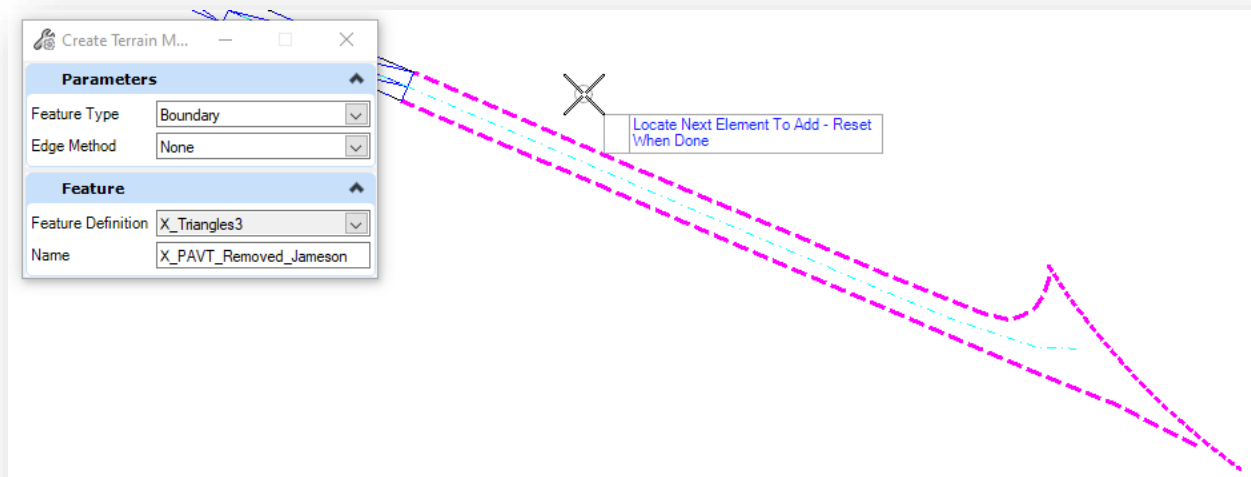 Create Terrain M...
Parameters
Feature Type Boundary
Edge Method None
Feature
Feature Definition X_Triangles3
Name X_PAVT_Removed_Jameson
Locate Next Element To Add - Reset
When Done